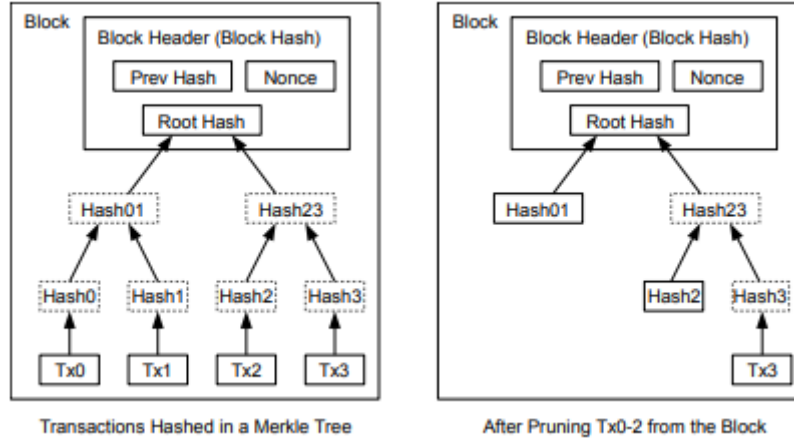 Block
Block Header (Block Hash)
Prev Hash
Nonce
Root Hash
Hash01
Hash23
Hash0
Hash1
Hash2
Hash3
Tx0
Tx1
Tx2
Tx3
Transactions Hashed in a Merkle Tree
Block
Block Header (Block Hash)
Prev Hash
Nonce
Root Hash
Hash01
Hash23
Hash2
Hash3
Tx3
After Pruning Tx0-2 from the Block